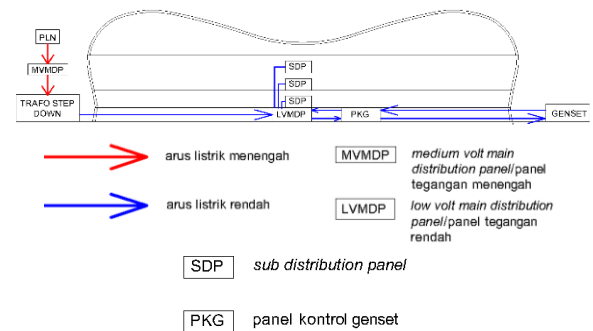 PLN
MVMDP
TRAFO STEP
DOWN
SDP
SDP
SDP
LVMDP
PKG
GENSET
arus listrik menengah
MVMDP
medium volt main
distribution panel/panel
tegangan menengah
arus listrik rendah
LVMDP
low volt main distribution
panel/panel tegangan
rendah
SDP
sub distribution panel
PKG
panel kontrol genset